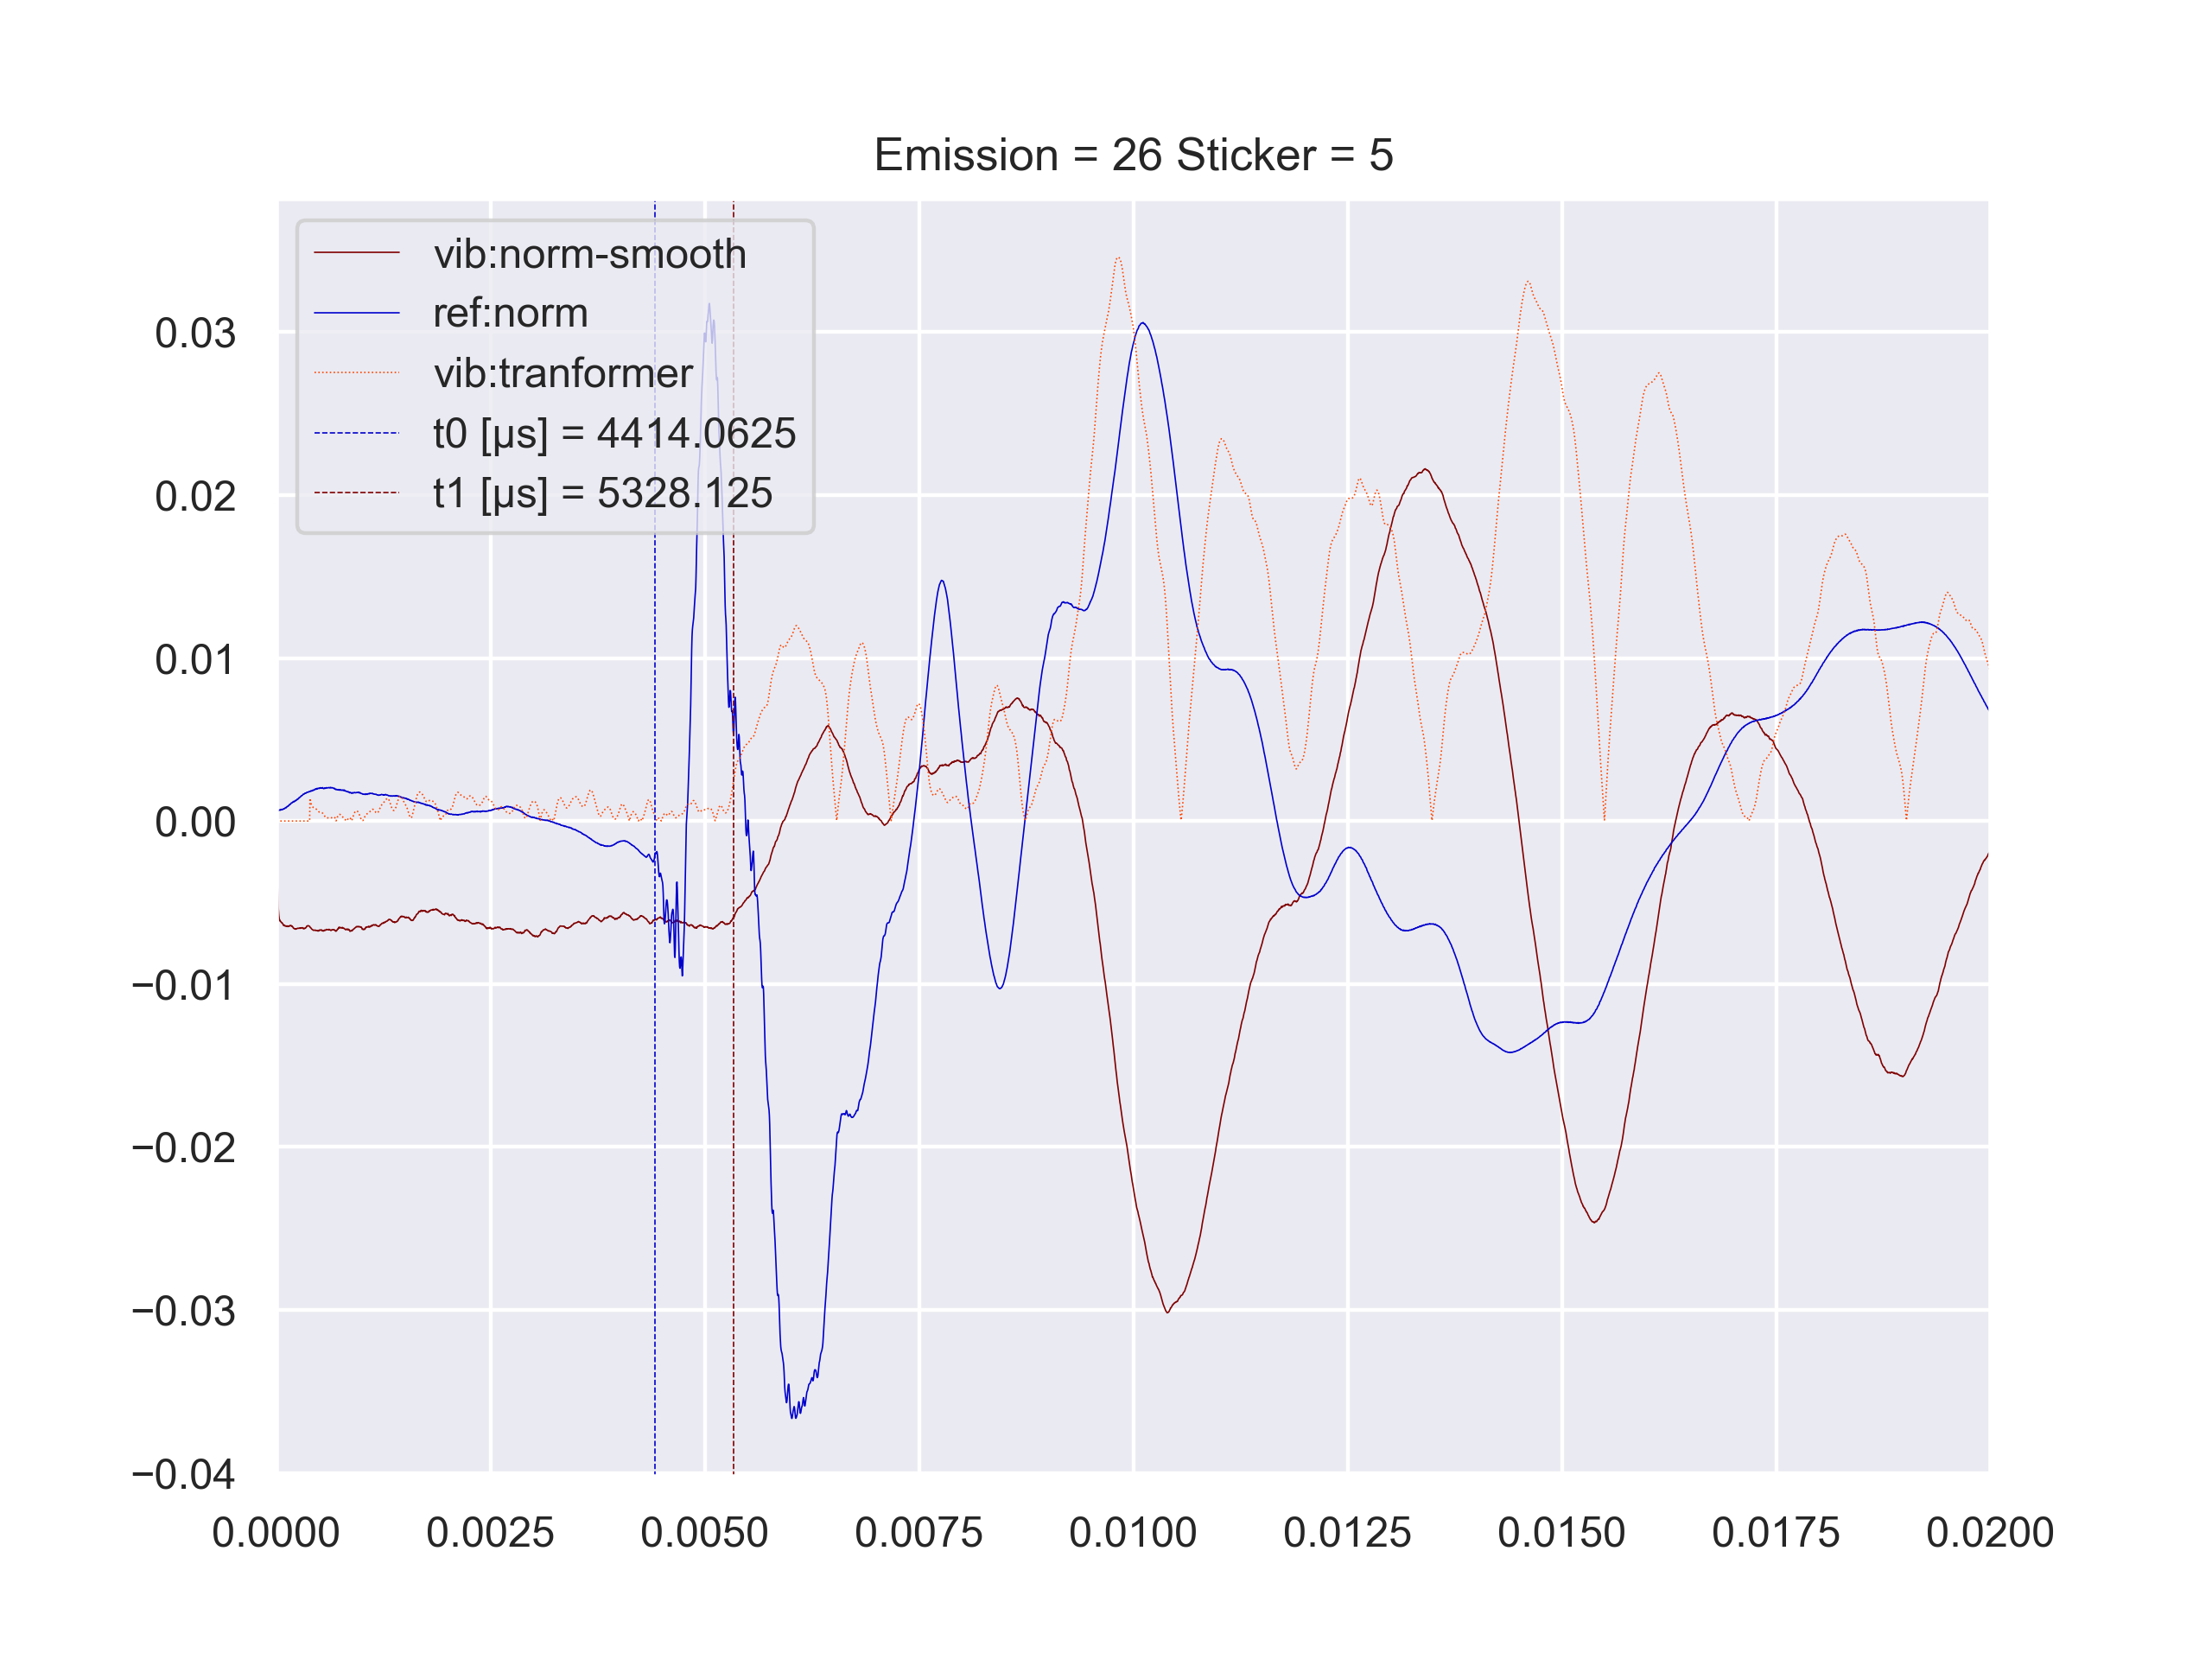 Emission = 26 Sticker = 5
vib:norm-smooth
ref:norm
vib:tranformer
t0 [µs] = 4414.0625
t1 [µs] = 5328.125
0.03
0.02
0.01
0.00
−0.01
−0.02
−0.03
−0.04
0.0000 0.0025 0.0050 0.0075 0.0100 0.0125 0.0150 0.0175 0.0200